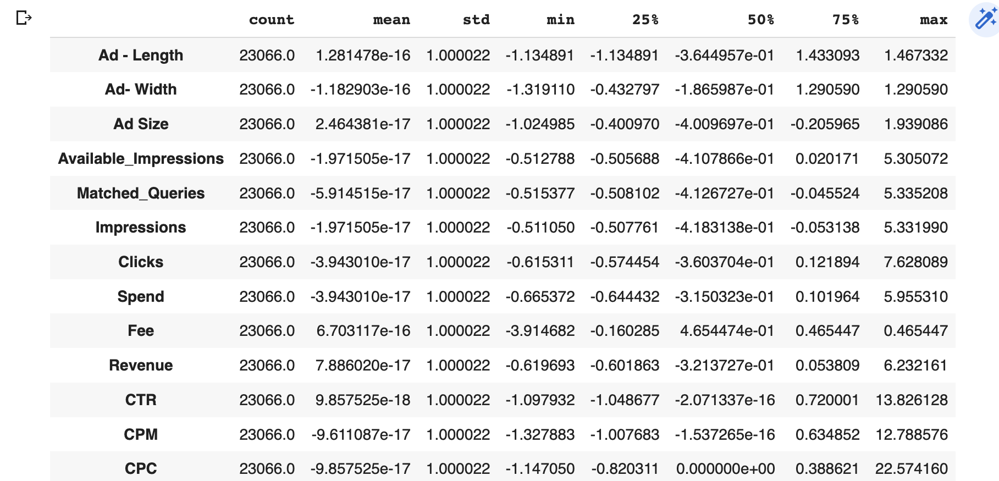 count mean std min 25% 50% 75% max
Ad - Length 23066.0 1.281478e-16 1.000022 -1.134891 -1.134891 -3.644957e-01 1.433093 1.467332
Ad- Width 23066.0 -1.182903e-16 1.000022 -1.319110 -0.432797 -1.865987e-01 1.290590 1.290590
Ad Size 23066.0 2.464381e-17 1.000022 -1.024985 -0.400970 -4.009697e-01 -0.205965 1.939086
Available_Impressions 23066.0 -1.971505e-17 1.000022 -0.512788 -0.505688 -4.107866e-01 0.020171 5.305072
Matched_Queries 23066.0 -5.914515e-17 1.000022 -0.515377 -0.508102 -4.126727e-01 -0.045524 5.335208
Impressions 23066.0 -1.971505e-17 1.000022 -0.511050 -0.507761 -4.183138e-01 -0.053138 5.331990
Clicks 23066.0 -3.943010e-17 1.000022 -0.615311 -0.574454 -3.603704e-01 0.121894 7.628089
Spend 23066.0 -3.943010e-17 1.000022 -0.665372 -0.644432 -3.150323e-01 0.101964 5.955310
Fee 23066.0 6.703117e-16 1.000022 -3.914682 -0.160285 4.654474e-01 0.465447 0.465447
Revenue 23066.0 7.886020e-17 1.000022 -0.619693 -0.601863 -3.213727e-01 0.053809 6.232161
CTR 23066.0 9.857525e-18 1.000022 -1.097932 -1.048677 -2.071337e-16 0.720001 13.826128
CPM 23066.0 -9.611087e-17 1.000022 -1.327883 -1.007683 -1.537265e-16 0.634852 12.788576
CPC 23066.0 -9.857525e-17 1.000022 -1.147050 -0.820311 0.000000e+00 0.388621 22.574160